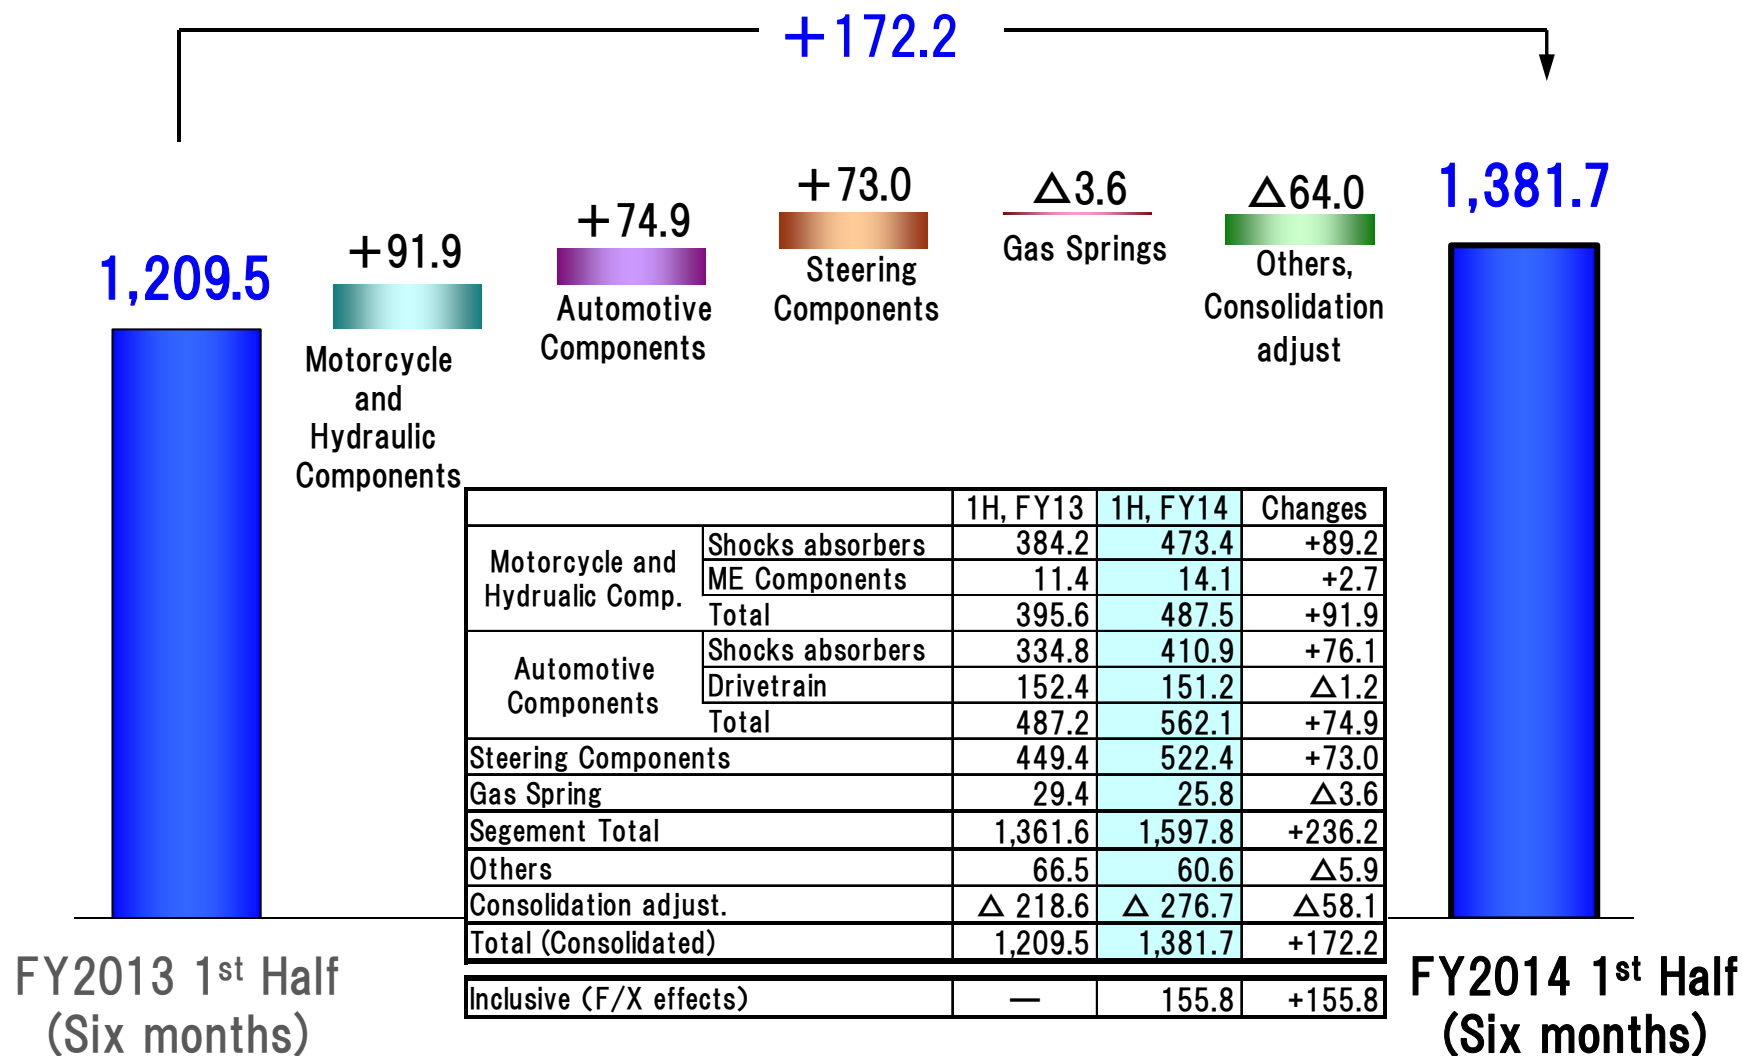 ＋172.2
1,209.5
＋91.9
Motorcycle
and
Hydraulic
Components
＋74.9
Automotive
Components
＋73.0
Steering
Components
△3.6
Gas Springs
△64.0
Others,
Consolidation
adjust
1,381.7
1H, FY13 1H, FY14 Changes
Motorcycle and
Hydrualic Comp.
Shocks absorbers 384.2 473.4 +89.2
ME Components 11.4 14.1 +2.7
Total 395.6 487.5 +91.9
Automotive
Components
Shocks absorbers 334.8 410.9 +76.1
Drivetrain 152.4 151.2 △1.2
Total 487.2 562.1 +74.9
Steering Components 449.4 522.4 +73.0
Gas Spring 29.4 25.8 △3.6
Segement Total 1,361.6 1,597.8 +236.2
Others 66.5 60.6 △5.9
Consolidation adjust. △ 218.6 △ 276.7 △58.1
Total (Consolidated) 1,209.5 1,381.7 +172.2
Inclusive (F/X effects) — 155.8 +155.8
FY2013 1st Half
(Six months)
FY2014 1st Half
(Six months)